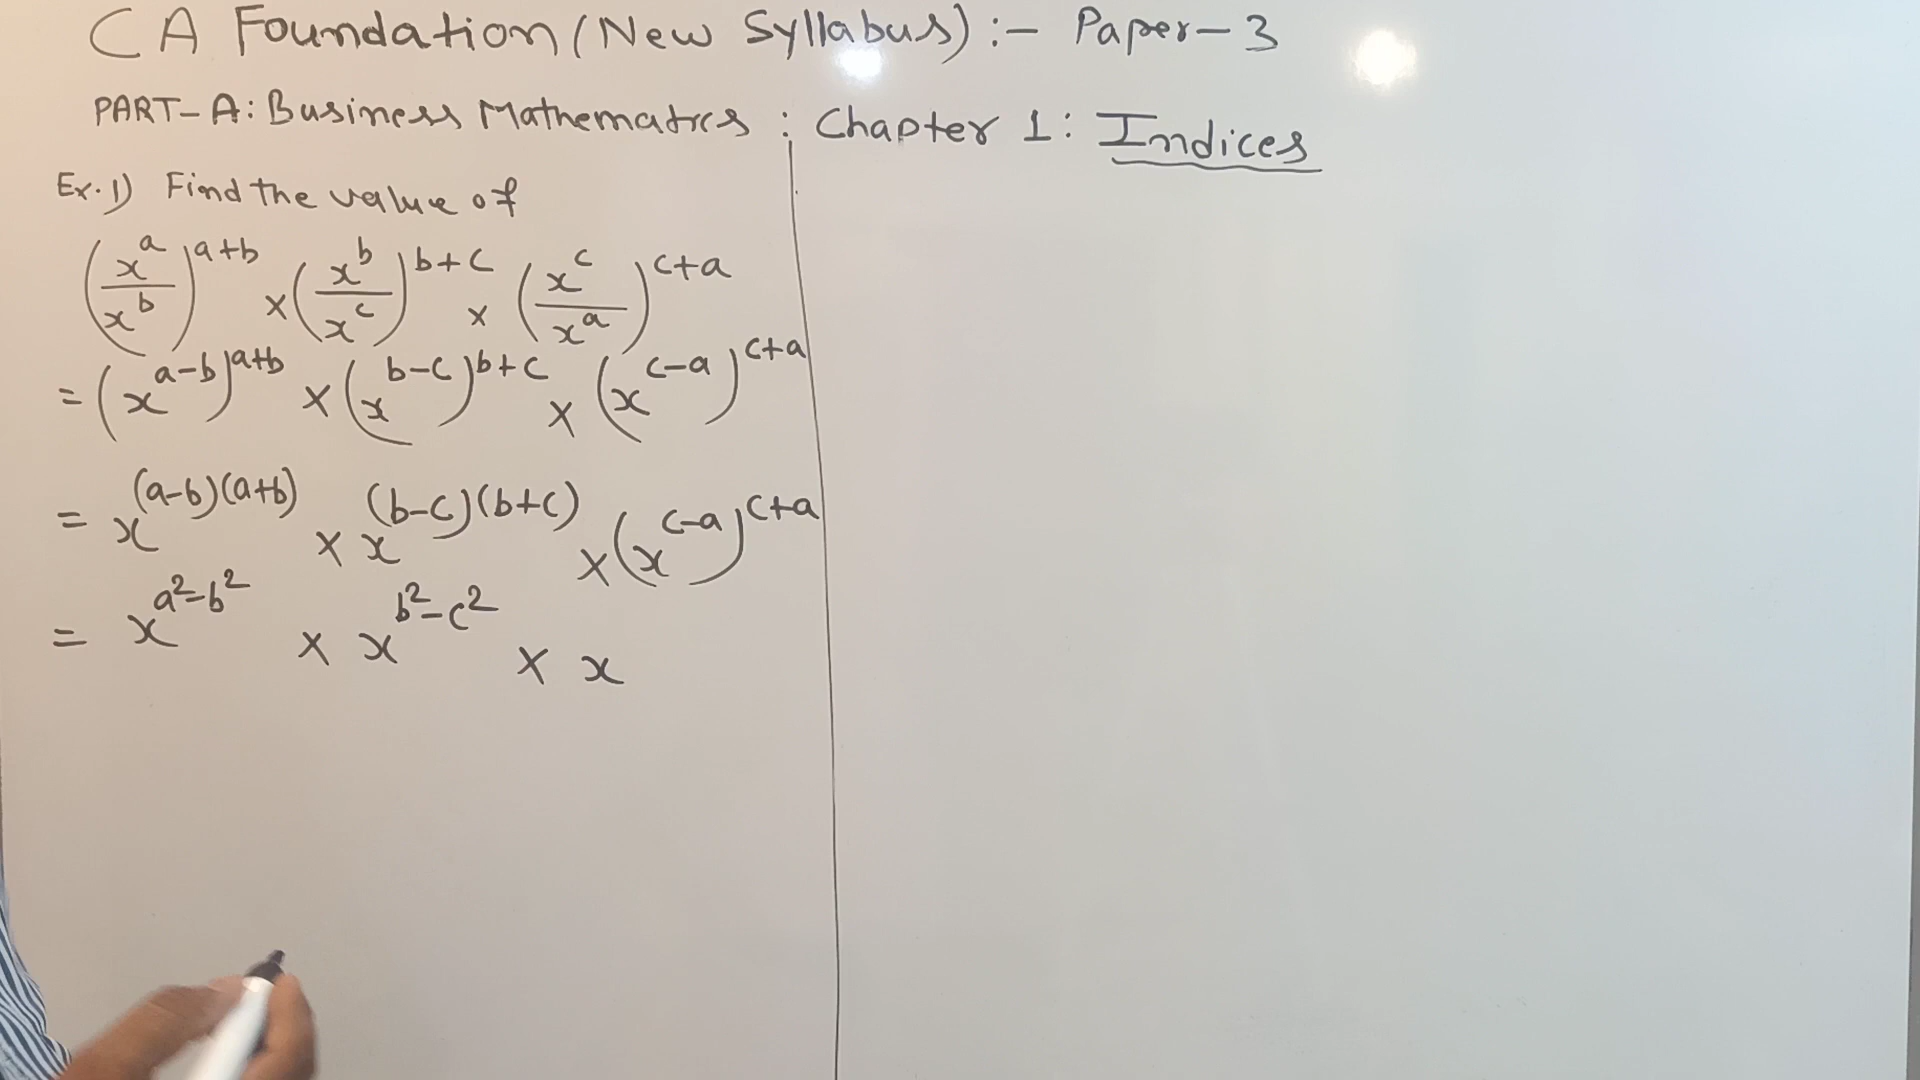 CA Foundation (New Syllabus) :- Paper-3
PART-A: Business Mathematics : Chapter 1: Indices
Ex. 1) Find the value of
(x^a/x^b)^(a+b) × (x^b/x^c)^(b+c) × (x^c/x^a)^(c+a)
= (x^(a-b))^(a+b) × (x^(b-c))^(b+c) × (x^(c-a))^(c+a)
= x^((a-b)(a+b)) × x^((b-c)(b+c)) × (x^(c-a))^(c+a)
= x^(a²-b²) × x^(b²-c²) × x